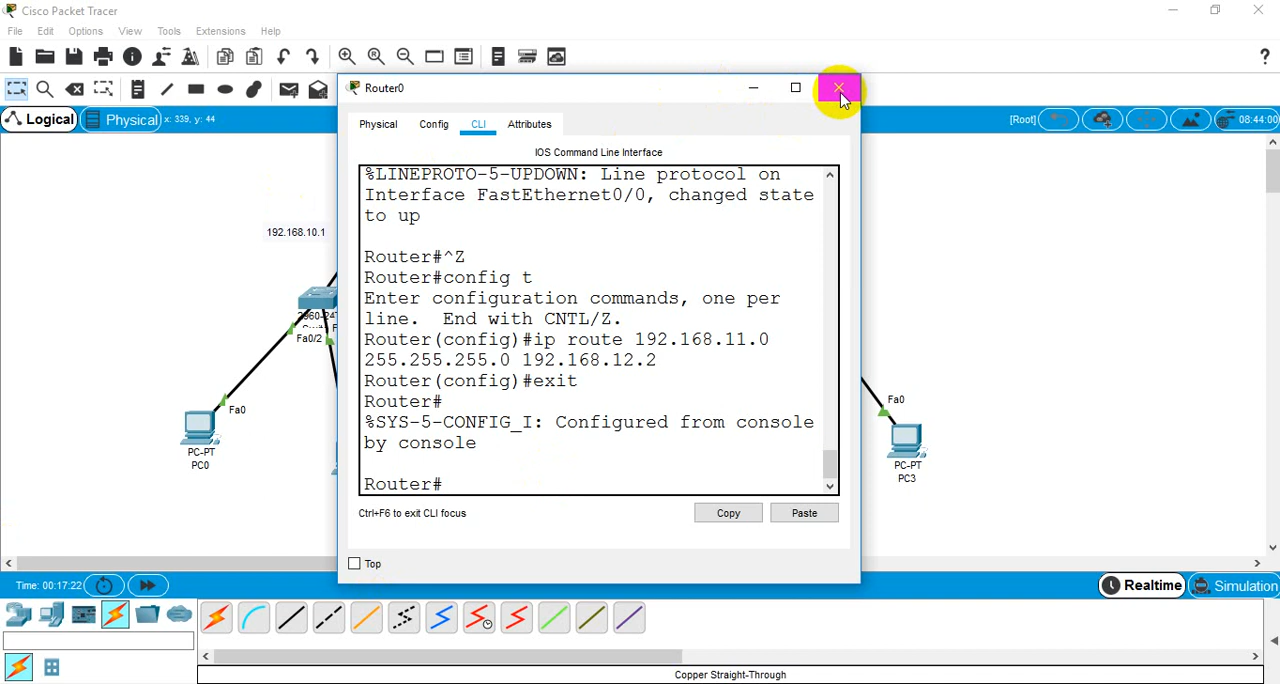 Cisco Packet Tracer
File Edit Options View Tools Extensions Help
?
Logical Physical x: 339, y: 44
[Root] 08:44:00
Router0
Physical Config CLI Attributes
IOS Command Line Interface
%LINEPROTO-5-UPDOWN: Line protocol on
Interface FastEthernet0/0, changed state
to up
Router#^Z
Router#config t
Enter configuration commands, one per
line.  End with CNTL/Z.
Router(config)#ip route 192.168.11.0
255.255.255.0 192.168.12.2
Router(config)#exit
Router#
%SYS-5-CONFIG_I: Configured from console
by console
Router#
Ctrl+F6 to exit CLI focus
Copy Paste
Top
192.168.10.1
Fa0/2
Fa0
PC-PT
PC0
Fa0
PC-PT
PC3
Time: 00:17:22
Realtime Simulation
Copper Straight-Through